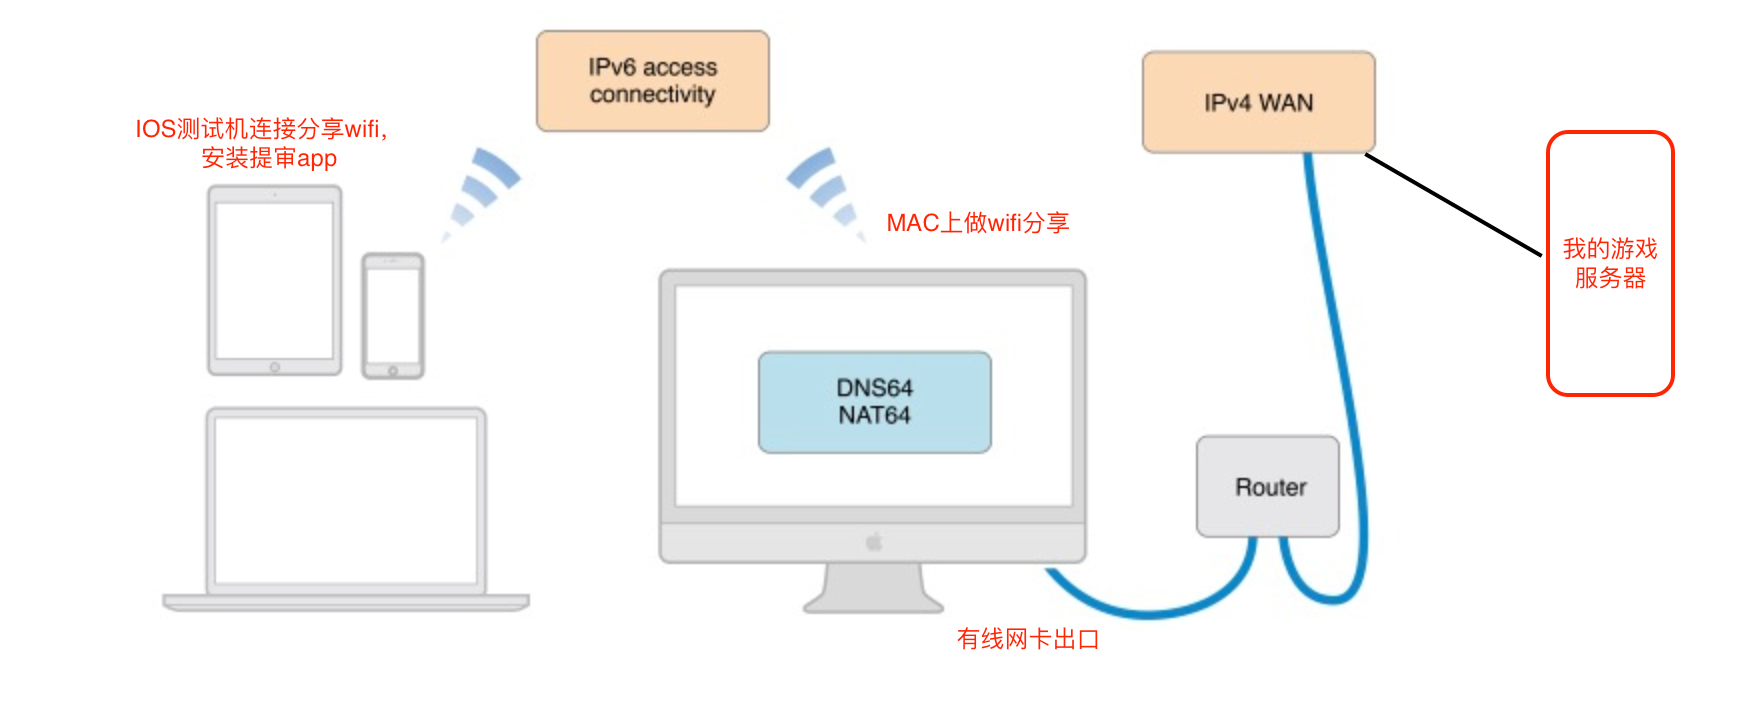 IPv6 access
connectivity
IPv4 WAN
IOS测试机连接分享wifi,
安装提审app
MAC上做wifi分享
我的游戏
服务器
DNS64
NAT64
Router
有线网卡出口